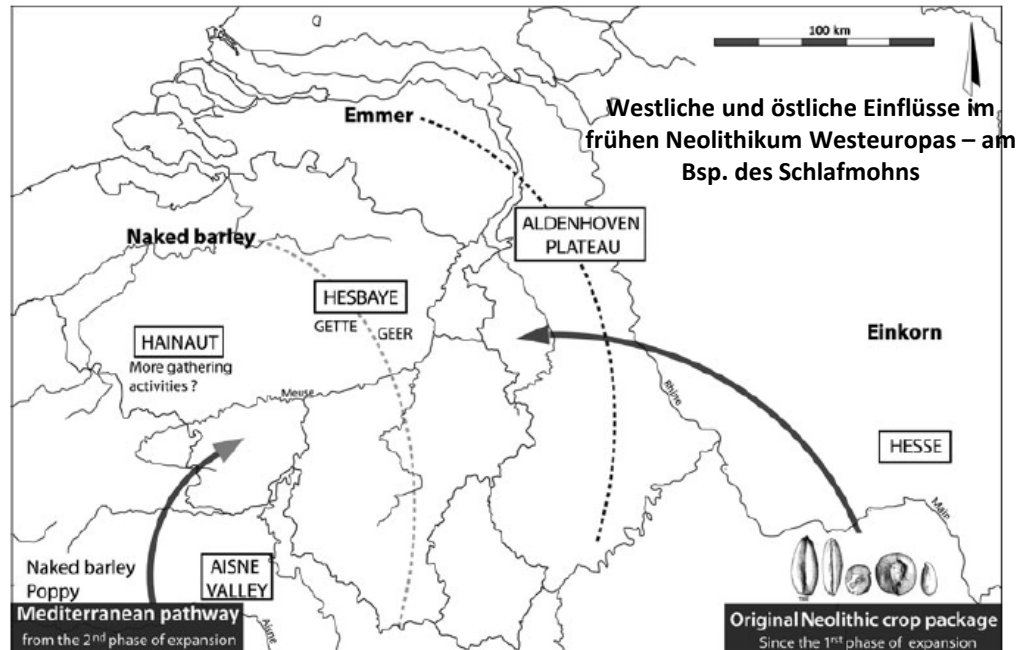 100 km
Westliche und östliche Einflüsse im
frühen Neolithikum Westeuropas – am
Bsp. des Schlafmohns
Emmer
ALDENHOVEN
PLATEAU
Naked barley
HESBAYE
GETTE
GEER
HAINAUT
More gathering
activities ?
Einkorn
Meuse
Rhine
HESSE
Main
Naked barley
Poppy
AISNE
VALLEY
Aisne
Mediterranean pathway
from the 2nd phase of expansion
Original Neolithic crop package
Since the 1rst phase of expansion